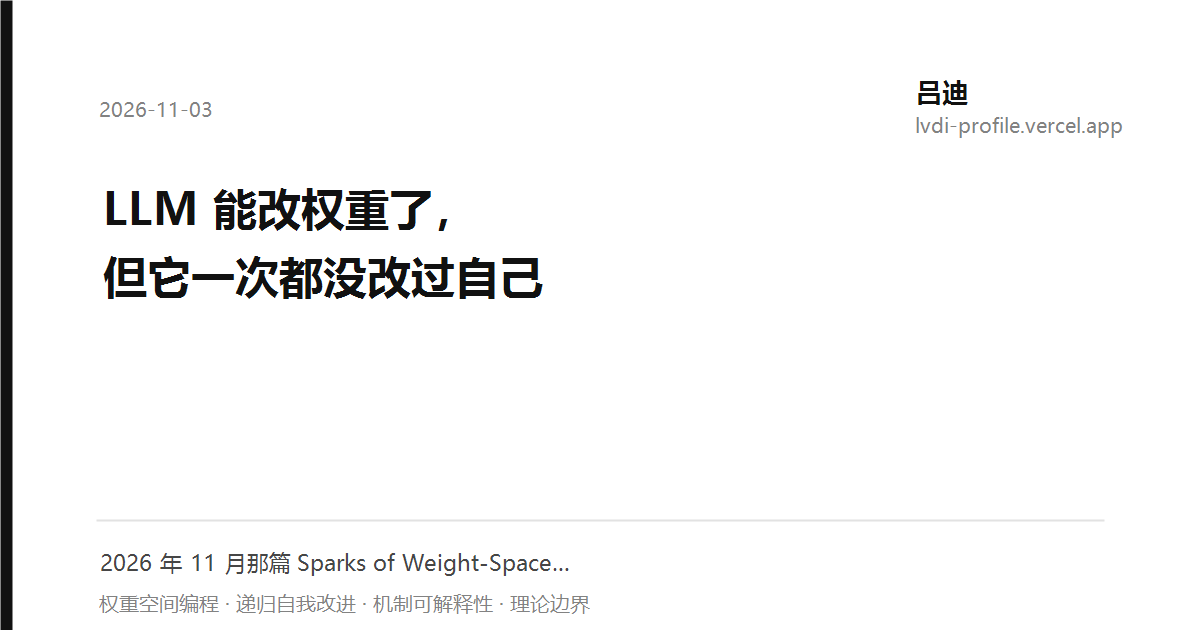 2026-11-03
吕迪
lvdi-profile.vercel.app
LLM 能改权重了，
但它一次都没改过自己
2026 年 11 月那篇 Sparks of Weight-Space...
权重空间编程 · 递归自我改进 · 机制可解释性 · 理论边界